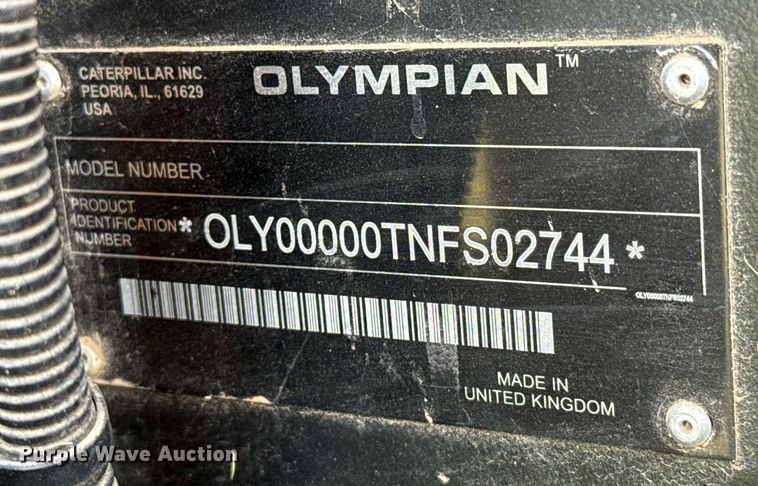 CATERPILLAR INC.
PEORIA, IL., 61629
USA
OLYMPIAN™
MODEL NUMBER
PRODUCT
IDENTIFICATION
NUMBER
* OLY00000TNFS02744 *
OLY00000TNFS02744
MADE IN
UNITED KINGDOM
Purple Wave Auction